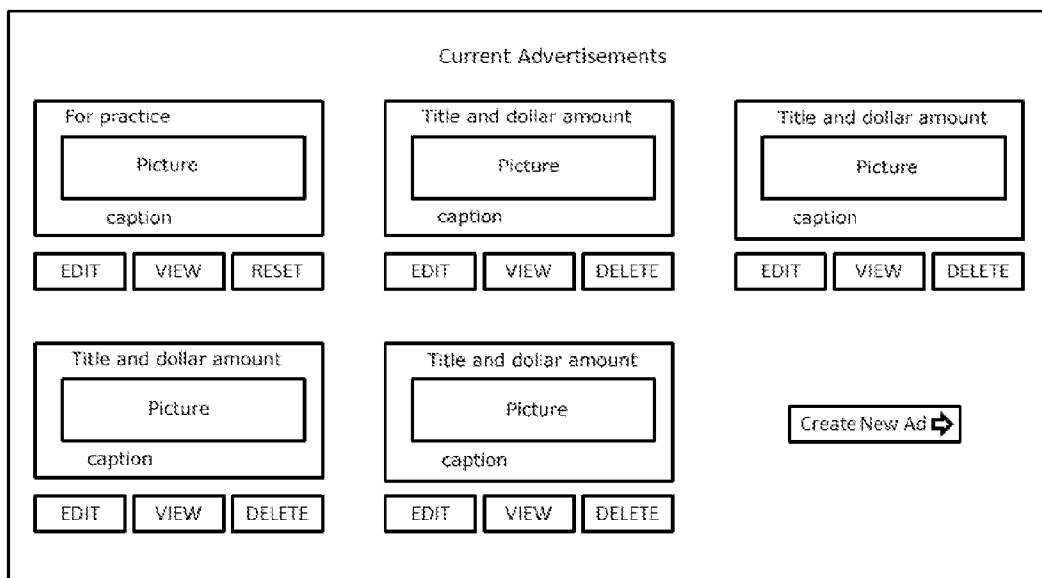 Current Advertisements
For practice
Picture
caption
EDIT VIEW RESET
Title and dollar amount
Picture
caption
EDIT VIEW DELETE
Title and dollar amount
Picture
caption
EDIT VIEW DELETE
Title and dollar amount
Picture
caption
EDIT VIEW DELETE
Title and dollar amount
Picture
caption
EDIT VIEW DELETE
Create New Ad